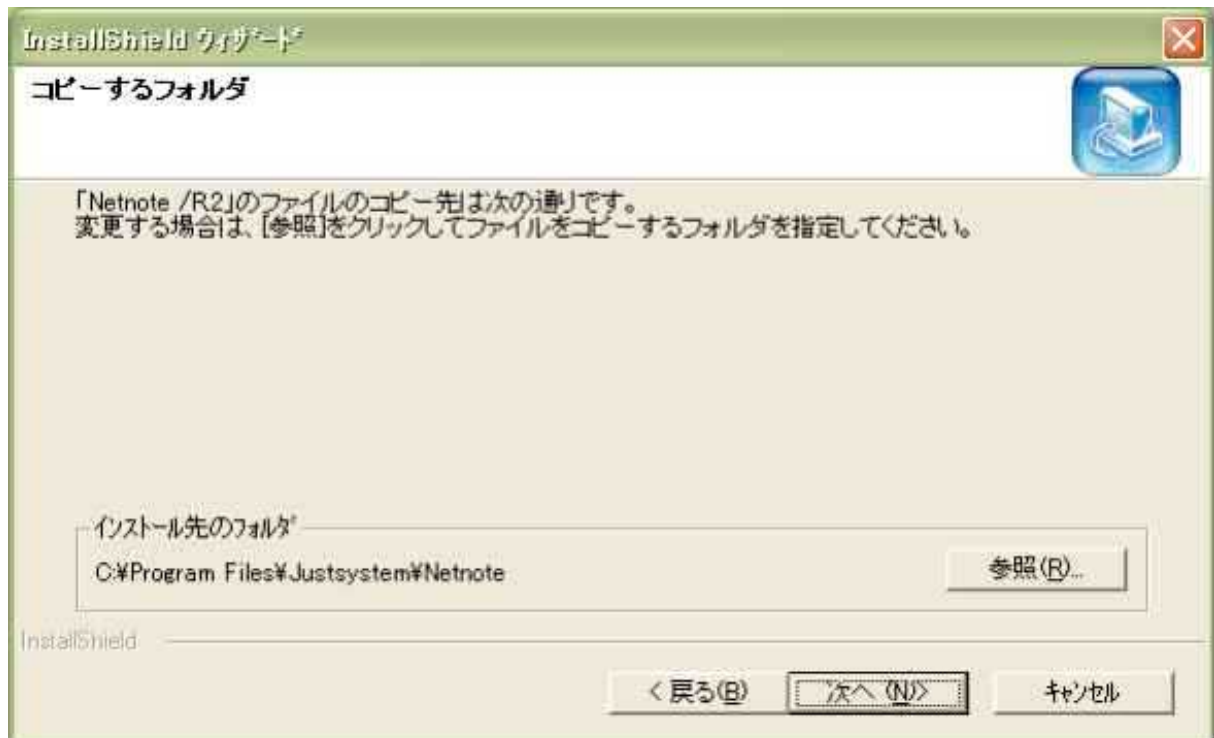 InstallShield ウィザード
コピーするフォルダ
「Netnote /R2」のファイルのコピー先は次の通りです。
変更する場合は、[参照]をクリックしてファイルをコピーするフォルダを指定してください。
インストール先のフォルダ
C:¥Program Files¥Justsystem¥Netnote
参照(R)...
InstallShield
< 戻る(B)
次へ (N)>
キャンセル